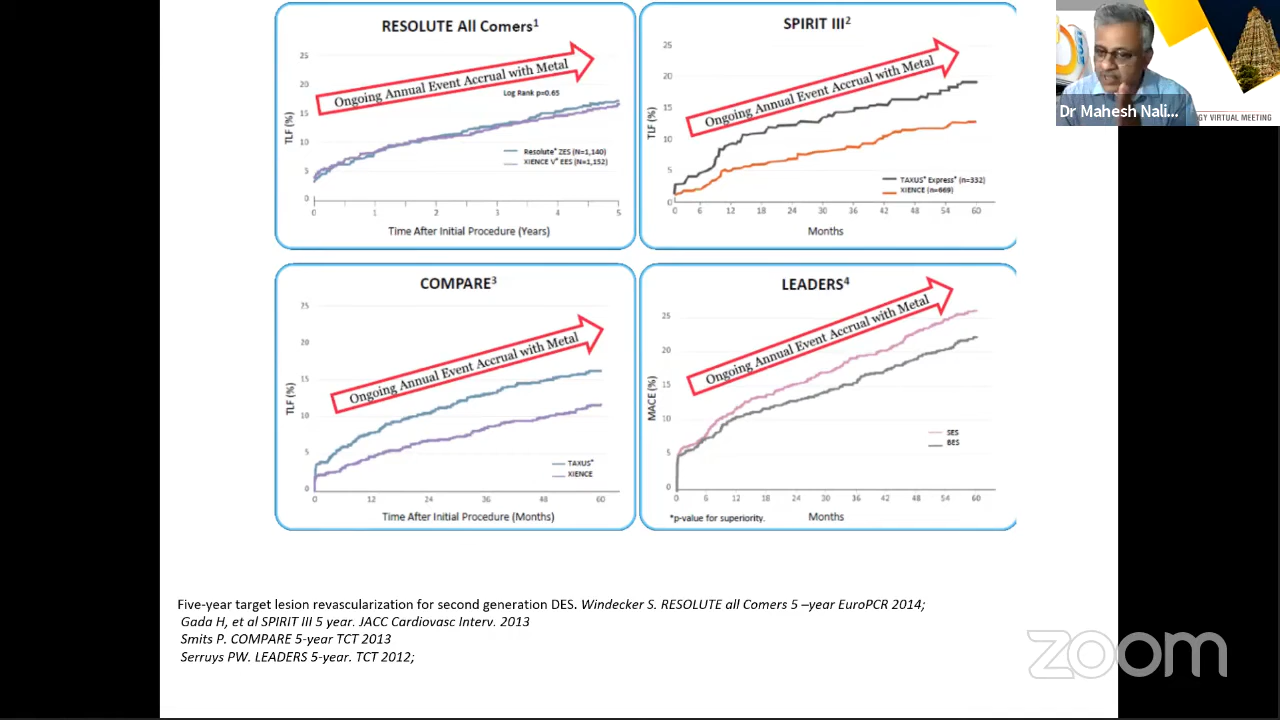 RESOLUTE All Comers1
Ongoing Annual Event Accrual with Metal
Log Rank p=0.65
TLF (%)
25
20
15
10
5
0
Resolute* ZES (N=1,140)
XIENCE V* EES (N=1,152)
0 1 2 3 4 5
Time After Initial Procedure (Years)
SPIRIT III2
Ongoing Annual Event Accrual with Metal
TLF (%)
25
20
15
10
5
0
TAXUS* Express* (n=332)
XIENCE (n=669)
0 6 12 18 24 30 36 42 48 54 60
Months
COMPARE3
Ongoing Annual Event Accrual with Metal
TLF (%)
25
20
15
10
5
0
TAXUS*
XIENCE
0 12 24 36 48 60
Time After Initial Procedure (Months)
LEADERS4
Ongoing Annual Event Accrual with Metal
MACE (%)
25
20
15
10
5
0
SES
BES
0 6 12 18 24 30 36 42 48 54 60
*p-value for superiority.
Months
Five-year target lesion revascularization for second generation DES. Windecker S. RESOLUTE all Comers 5 –year EuroPCR 2014;
Gada H, et al SPIRIT III 5 year. JACC Cardiovasc Interv. 2013
Smits P. COMPARE 5-year TCT 2013
Serruys PW. LEADERS 5-year. TCT 2012;
Dr Mahesh Nali...
GY VIRTUAL MEETING
zoom